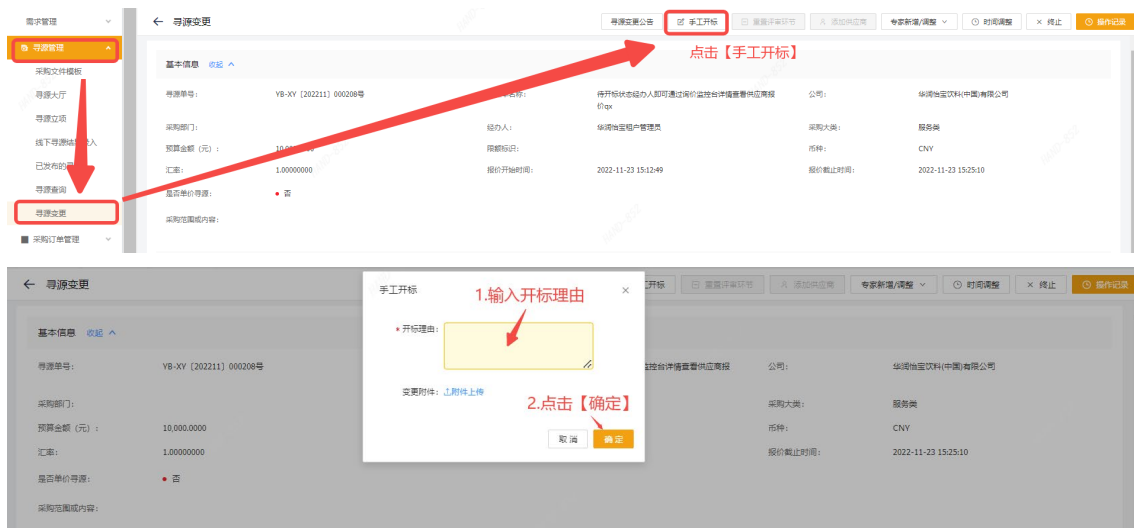 需求管理
← 寻源变更
寻源变更公告 手工开标 重置评审环节 添加供应商 专家新增/调整 时间调整 × 终止 操作记录
寻源管理
点击【手工开标】
采购文件模板
基本信息 收起
寻源大厅
寻源单号: YB-XY [202211] 000208号 待开标状态经办人即可通过询价监控台详情查看供应商报价qx 公司: 华润怡宝饮料(中国)有限公司
寻源立项
采购部门: 经办人: 华润怡宝租户管理员 采购大类: 服务类
线下寻源结
预算金额 (元) : 限额标识: 币种: CNY
已发布的
汇率: 1.00000000 报价开始时间: 2022-11-23 15:12:49 报价截止时间: 2022-11-23 15:25:10
寻源查询
是否单价寻源: 否
寻源变更
采购范围或内容:
采购订单管理
← 寻源变更
工开标 重置评审环节 添加供应商 专家新增/调整 时间调整 × 终止 操作记录
手工开标 ×
1.输入开标理由
基本信息 收起
* 开标理由:
寻源单号: YB-XY [202211] 000208号 监控台详情查看供应商报 公司: 华润怡宝饮料(中国)有限公司
变更附件: 附件上传
2.点击【确定】
采购部门: 采购大类: 服务类
预算金额 (元) : 10,000.0000 币种: CNY
取消 确定
汇率: 1.00000000 报价截止时间: 2022-11-23 15:25:10
是否单价寻源: 否
采购范围或内容: